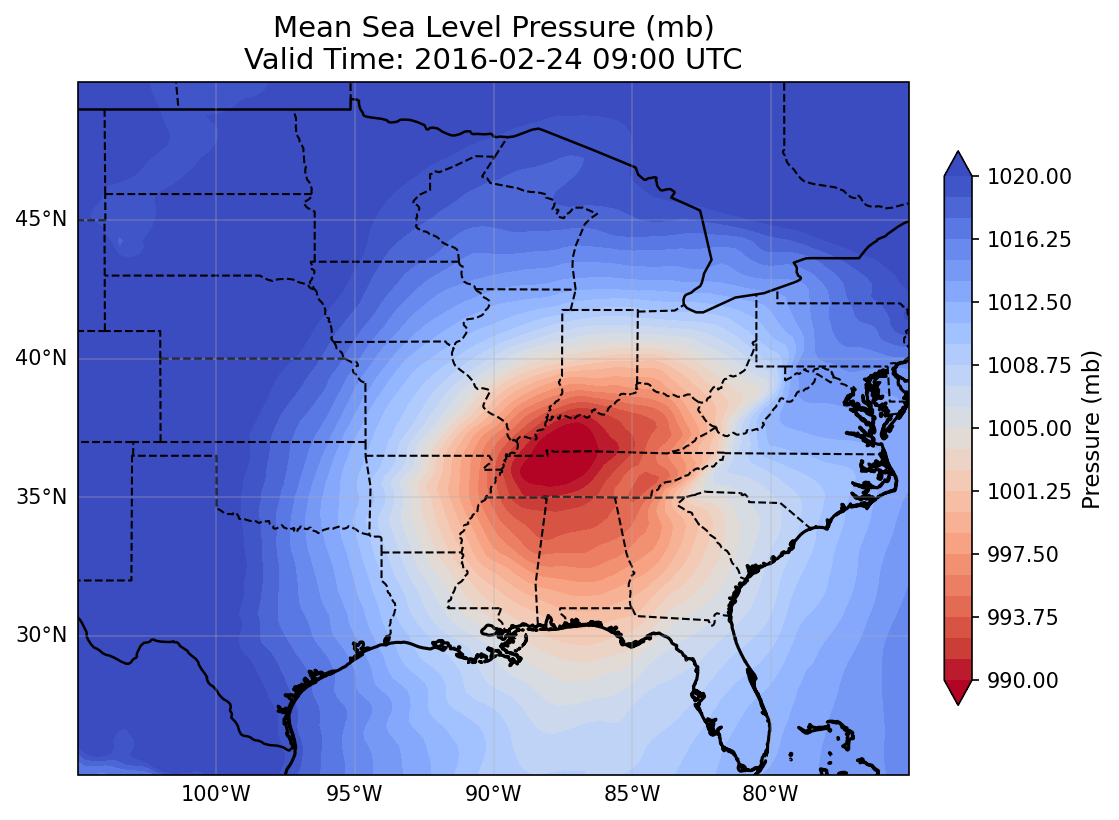 Mean Sea Level Pressure (mb)
Valid Time: 2016-02-24 09:00 UTC
45°N
40°N
35°N
30°N
100°W
95°W
90°W
85°W
80°W
1020.00
1016.25
1012.50
1008.75
1005.00
1001.25
997.50
993.75
990.00
Pressure (mb)